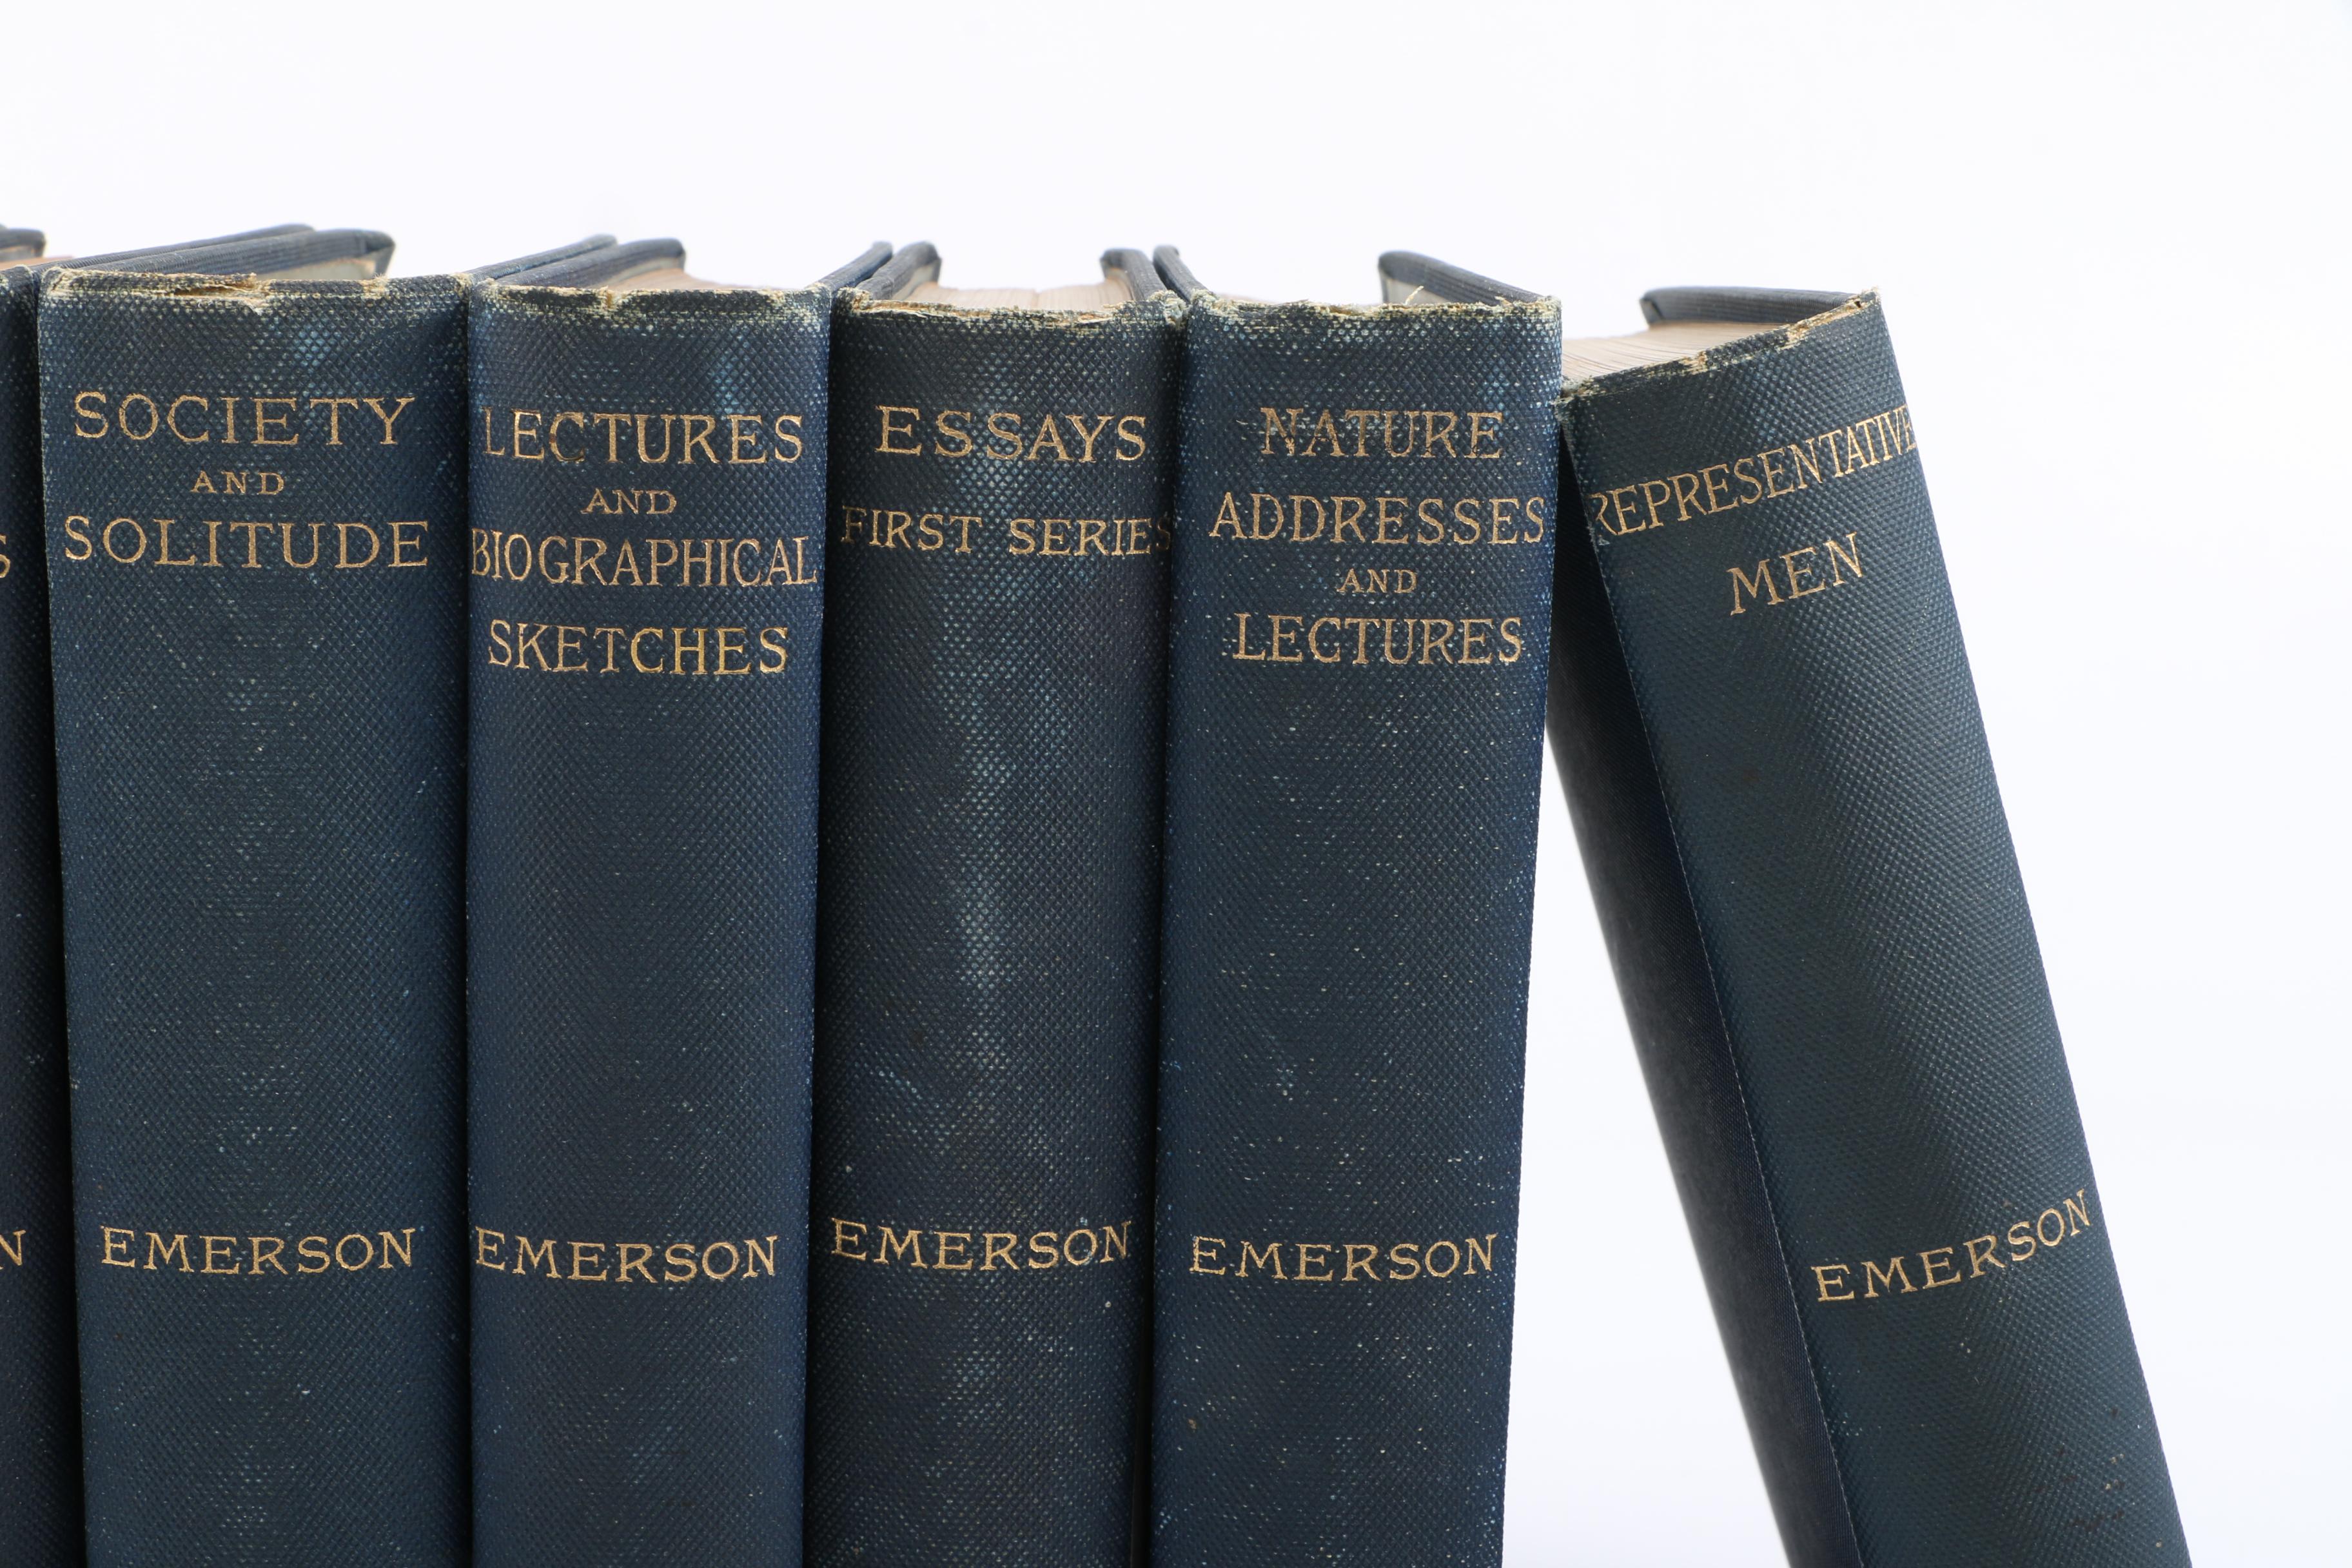 SOCIETY
AND
SOLITUDE
EMERSON
LECTURES
AND
BIOGRAPHICAL
SKETCHES
EMERSON
ESSAYS
FIRST SERIES
EMERSON
NATURE
ADDRESSES
AND
LECTURES
EMERSON
REPRESENTATIVE
MEN
EMERSON